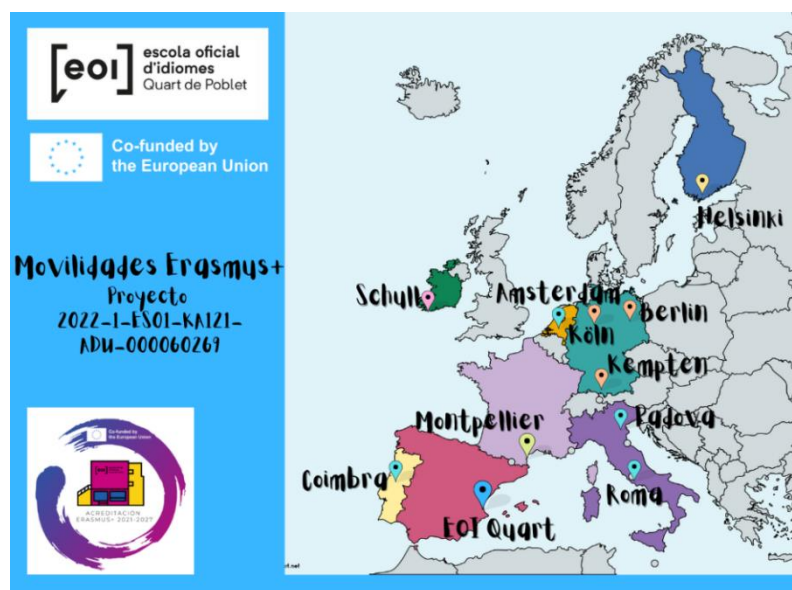 [eoi]
escola oficial
d'idiomes
Quart de Poblet
Co-funded by
the European Union
Movilidades Erasmus+
Proyecto
2022-1-ES01-KA121-
ADU-000060269
Co-funded by
the European Union
ACREDITACIÓN
ERASMUS+ 2021-2027
Helsinki
Schull
Amsterdam
Berlin
Köln
Kempten
Montpellier
Padova
Coimbra
Roma
EOI Quart